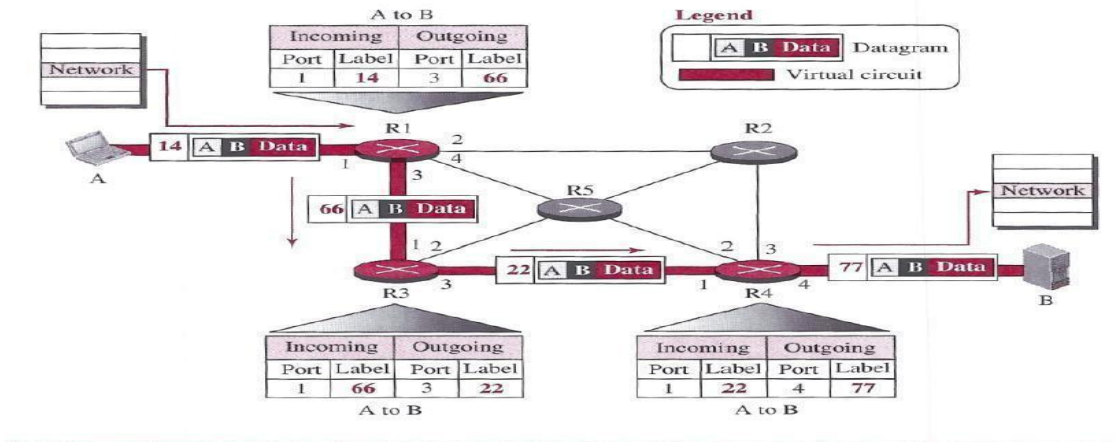 A to B
Incoming Outgoing
Port Label Port Label
1 14 3 66
Legend
A B Data Datagram
Virtual circuit
Network
R1
14 A B Data
A
1
2
4
3
R2
R5
66 A B Data
Network
1 2
R3
3
22 A B Data
2
3
1
R4
4
77 A B Data
B
Incoming Outgoing
Port Label Port Label
1 66 3 22
A to B
Incoming Outgoing
Port Label Port Label
1 22 4 77
A to B